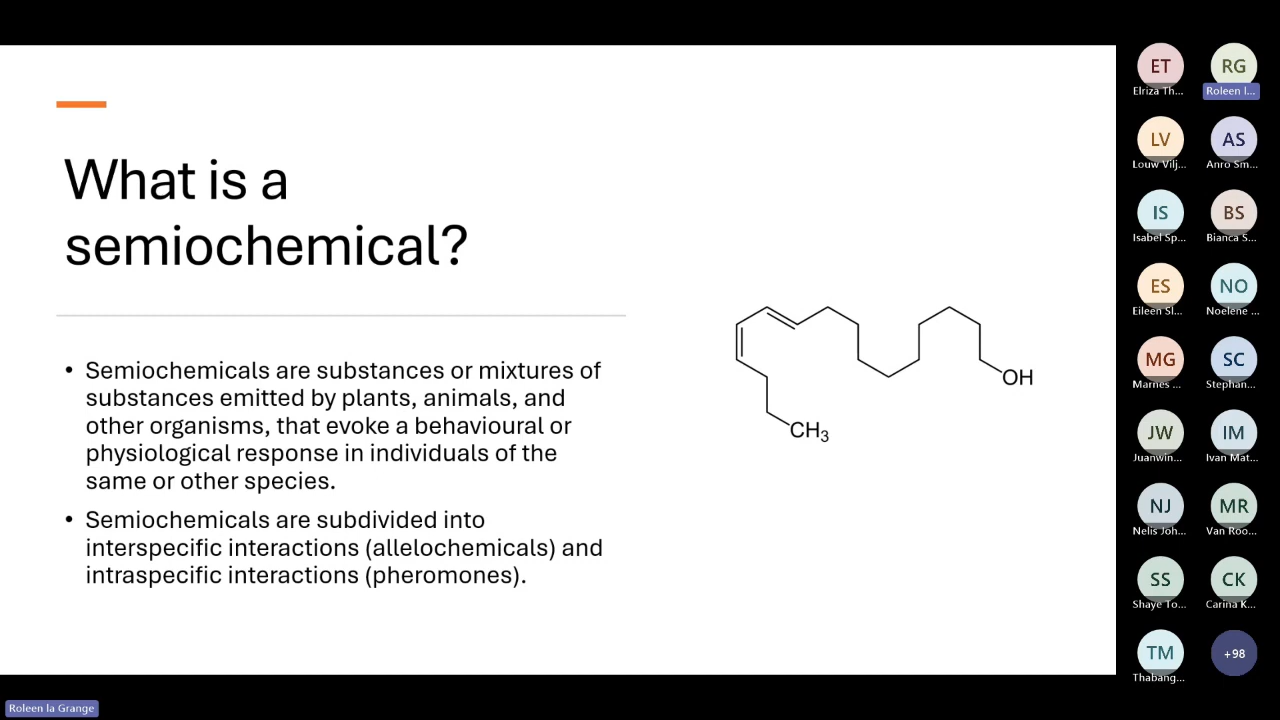 What is a
semiochemical?
• Semiochemicals are substances or mixtures of
substances emitted by plants, animals, and
other organisms, that evoke a behavioural or
physiological response in individuals of the
same or other species.
• Semiochemicals are subdivided into
interspecific interactions (allelochemicals) and
intraspecific interactions (pheromones).
OH
CH3
ET
Elriza Th...
RG
Roleen l...
LV
Louw Vilj...
AS
Anro Sm...
IS
Isabel Sp...
BS
Bianca S...
ES
Eileen Sl...
NO
Noelene ...
MG
Marnes ...
SC
Stephan...
JW
Juanwin...
IM
Ivan Mat...
NJ
Nelis Joh...
MR
Van Roo...
SS
Shaye To...
CK
Carina K...
TM
Thabang...
+98
Roleen la Grange